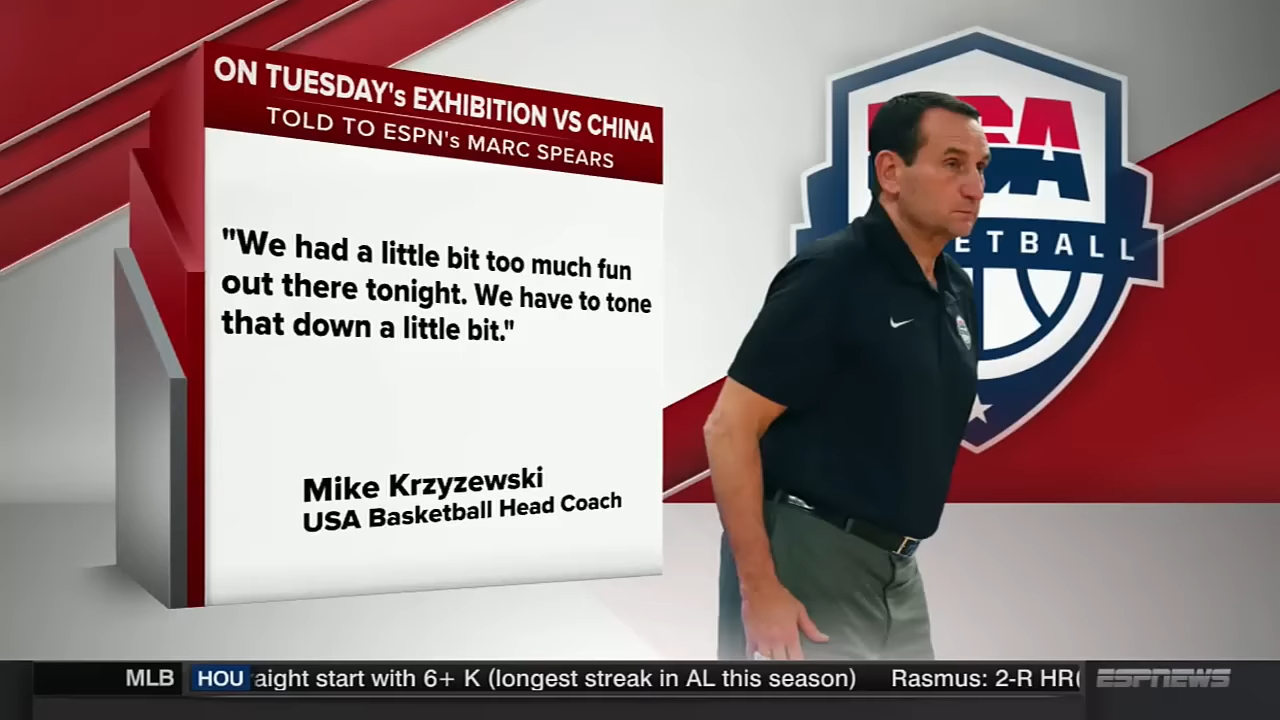 ON TUESDAY's EXHIBITION VS CHINA
TOLD TO ESPN's MARC SPEARS
"We had a little bit too much fun
out there tonight. We have to tone
that down a little bit."
Mike Krzyzewski
USA Basketball Head Coach
MLB HOU aight start with 6+ K (longest streak in AL this season) Rasmus: 2-R HR(
ESPNEWS